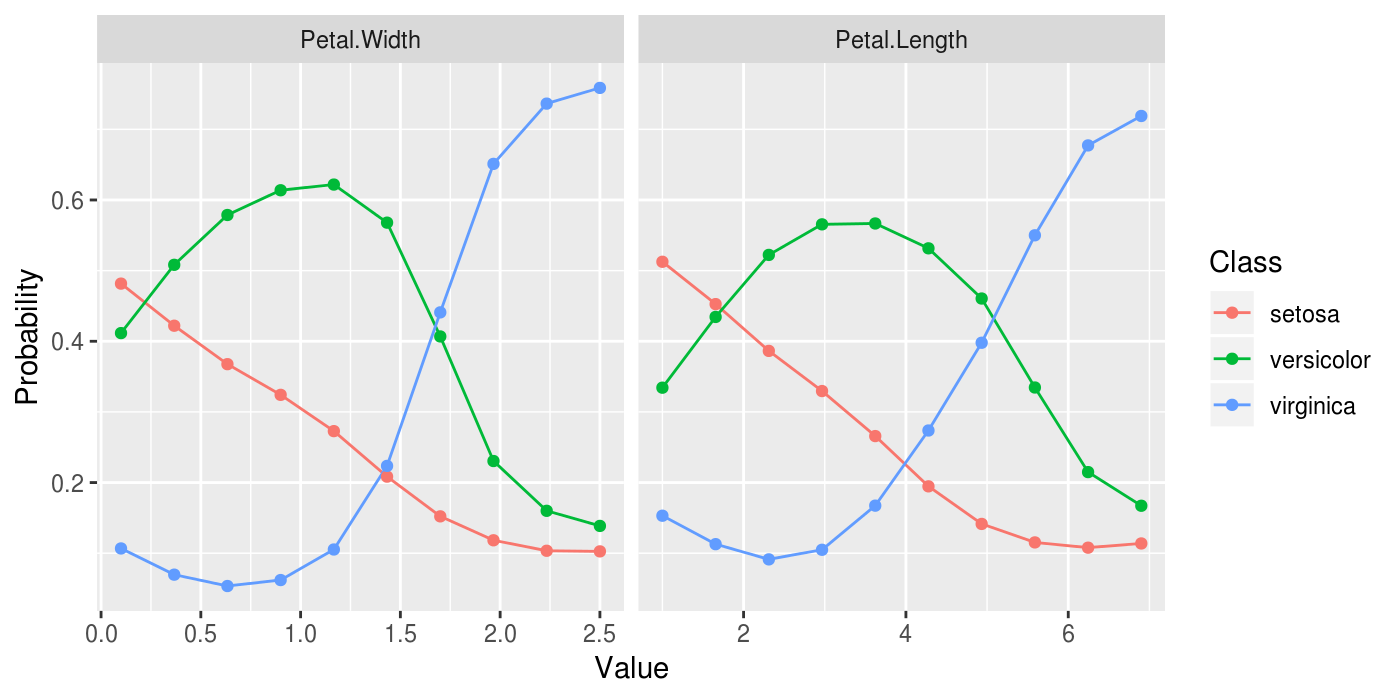 Petal.Width
Petal.Length
Probability
0.6
0.4
0.2
0.0 0.5 1.0 1.5 2.0 2.5
2 4 6
Value
Class
setosa
versicolor
virginica